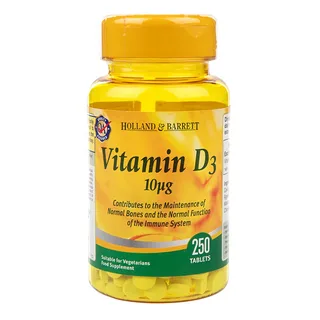 HOLLAND & BARRETT
Vitamin D3
10µg
Contributes to the Maintenance of
Normal Bones and the Normal Function
of the Immune System
250
TABLETS
Suitable for Vegetarians
Food Supplement